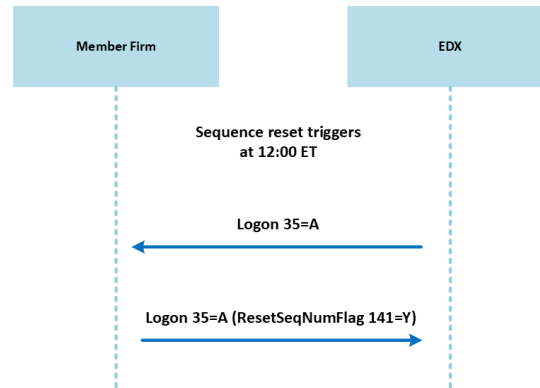 Member Firm
EDX
Sequence reset triggers
at 12:00 ET
Logon 35=A
Logon 35=A (ResetSeqNumFlag 141=Y)